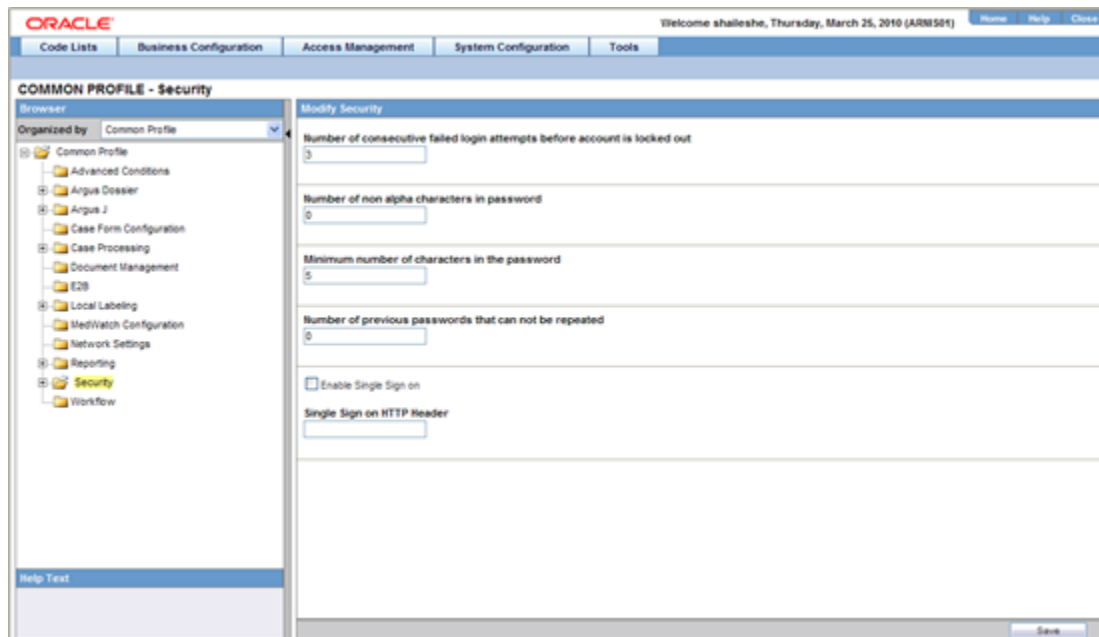 ORACLE
Welcome shaileshe, Thursday, March 25, 2010 (ARNIS01)
Home Help Close
Code Lists Business Configuration Access Management System Configuration Tools
COMMON PROFILE - Security
Browser
Organized by Common Profile
Common Profile
Advanced Conditions
Argus Dossier
Argus J
Case Form Configuration
Case Processing
Document Management
E2B
Local Labeling
MedWatch Configuration
Network Settings
Reporting
Security
Workflow
Help Text
Modify Security
Number of consecutive failed login attempts before account is locked out
3
Number of non alpha characters in password
0
Minimum number of characters in the password
5
Number of previous passwords that can not be repeated
0
Enable Single Sign on
Single Sign on HTTP Header
Save